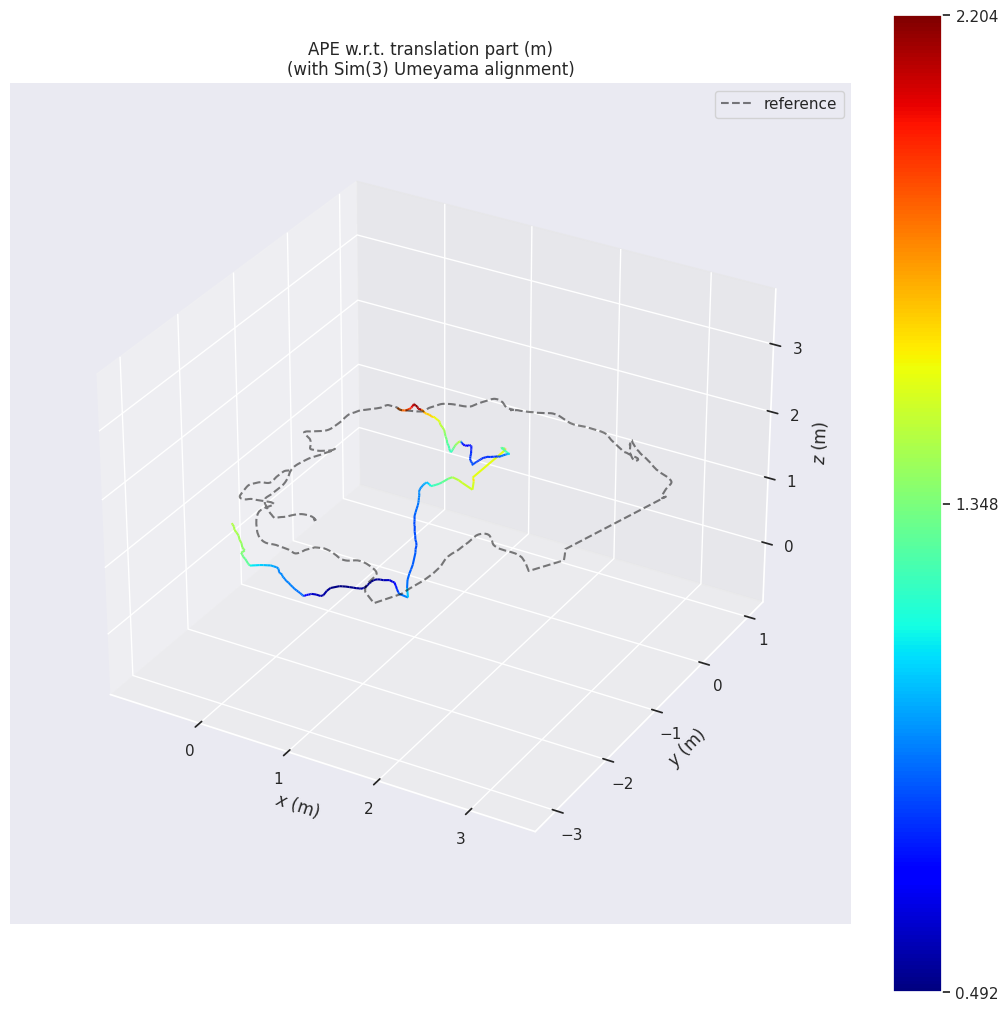 APE w.r.t. translation part (m)
(with Sim(3) Umeyama alignment)
reference
2.204
1.348
0.492
3
2
1
0
z (m)
1
0
−1
−2
−3
y (m)
0
1
2
3
x (m)